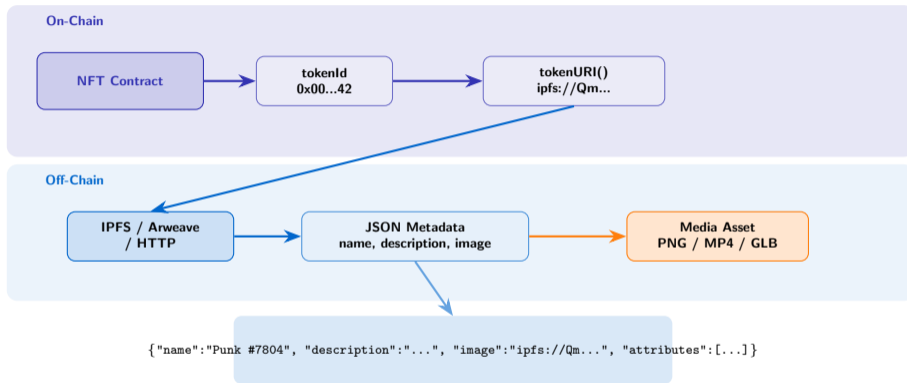 On-Chain
NFT Contract
tokenId
0x00...42
tokenURI()
ipfs://Qm...
Off-Chain
IPFS / Arweave
/ HTTP
JSON Metadata
name, description, image
Media Asset
PNG / MP4 / GLB
{"name":"Punk #7804", "description":"...", "image":"ipfs://Qm...", "attributes":[...]}